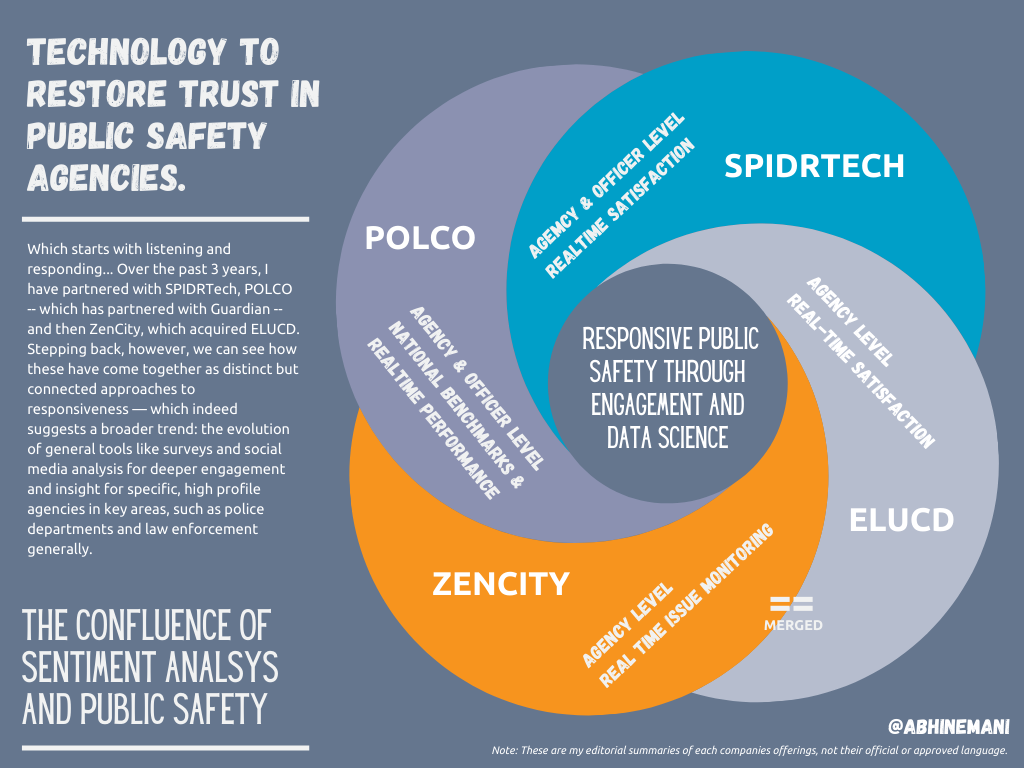 TECHNOLOGY TO
RESTORE TRUST IN
PUBLIC SAFETY
AGENCIES.
Which starts with listening and
responding... Over the past 3 years, I
have partnered with SPIDRTech, POLCO
-- which has partnered with Guardian --
and then ZenCity, which acquired ELUCD.
Stepping back, however, we can see how
these have come together as distinct but
connected approaches to
responsiveness — which indeed
suggests a broader trend: the evolution
of general tools like surveys and social
media analysis for deeper engagement
and insight for specific, high profile
agencies in key areas, such as police
departments and law enforcement
generally.
THE CONFLUENCE OF
SENTIMENT ANALSYS
AND PUBLIC SAFETY
POLCO
AGENCY & OFFICER LEVEL
NATIONAL BENCHMARKS &
REALTIME PERFORMANCE
SPIDRTECH
AGEMCY & OFFICER LEVEL
REALTIME SATISFACTION
RESPONSIVE PUBLIC
SAFETY THROUGH
ENGAGEMENT AND
DATA SCIENCE
AGENCY LEVEL
REAL-TIME SATISFACTION
ELUCD
ZENCITY
AGENCY LEVEL
REAL TIME ISSUE MONITORING
==
MERGED
@ABHINEMANI
Note: These are my editorial summaries of each companies offerings, not their official or approved language.